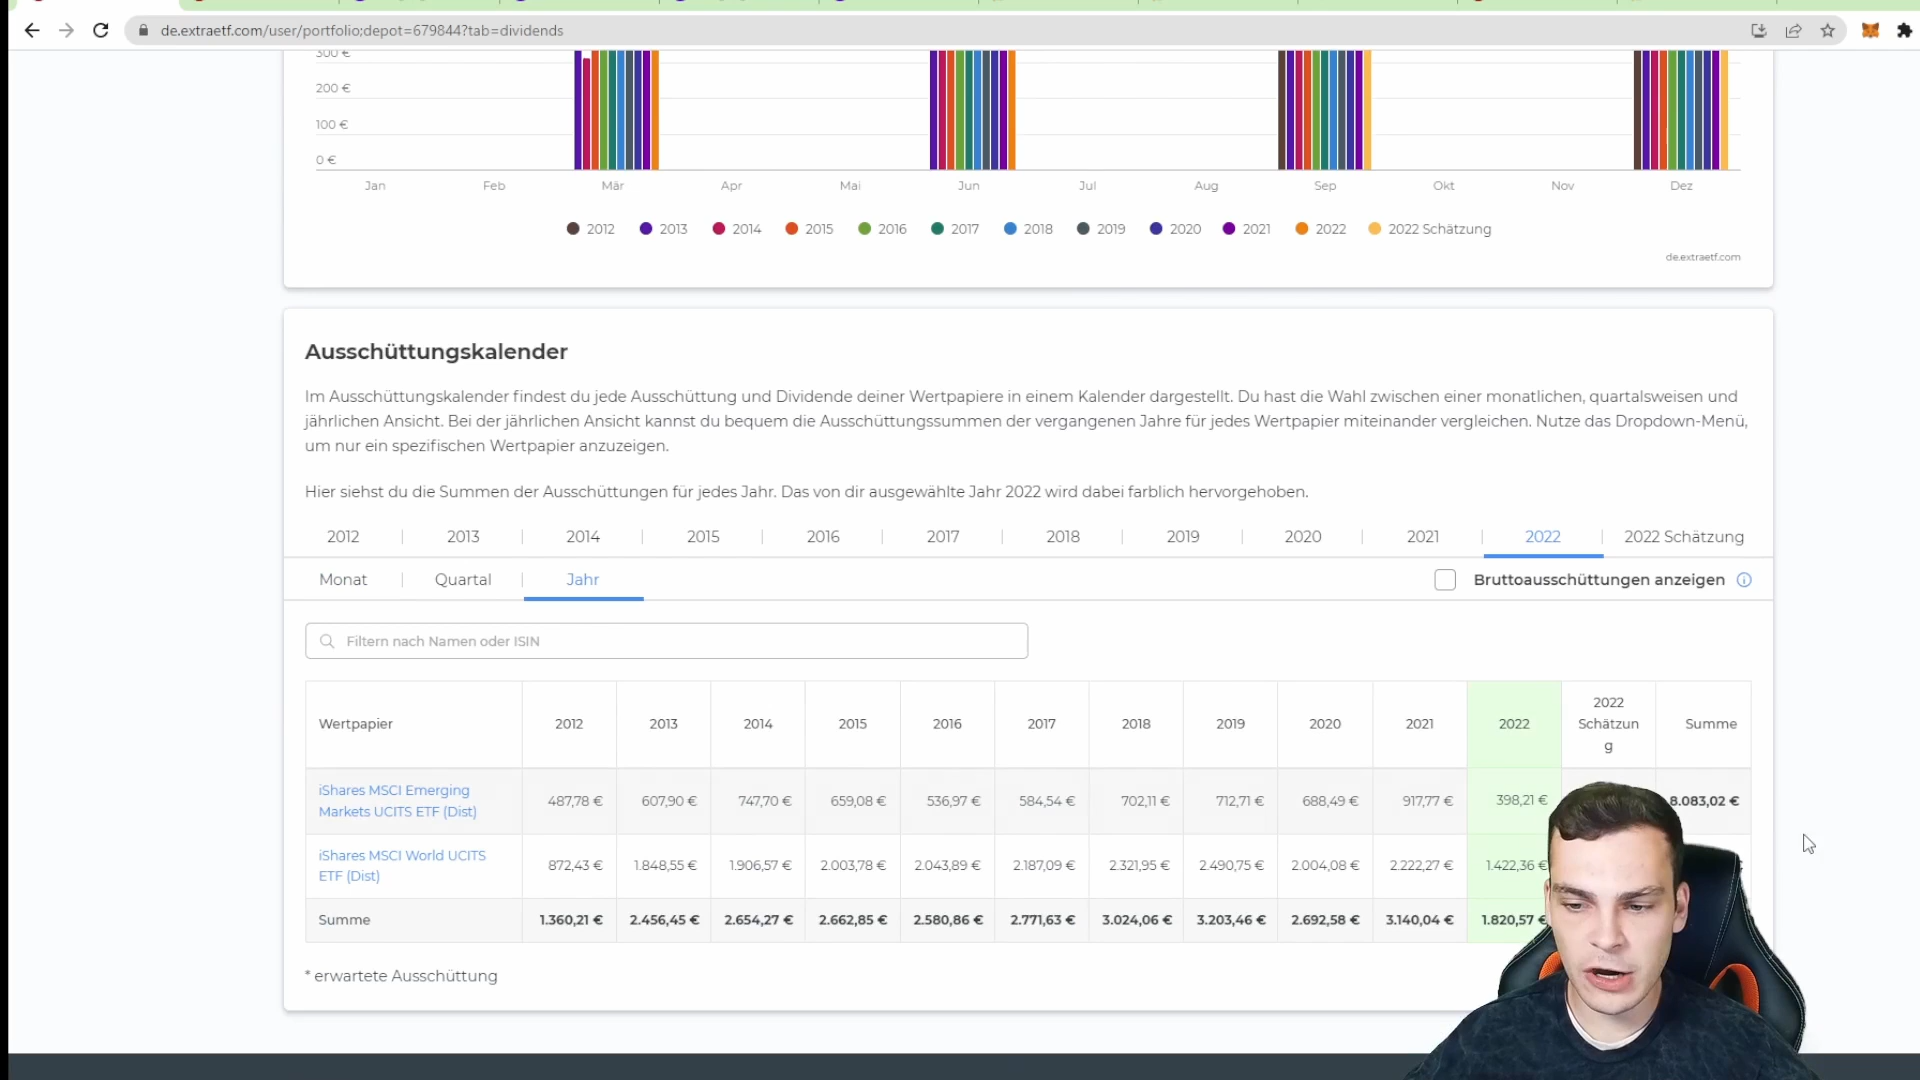 de.extraetf.com/user/portfolio;depot=679844?tab=dividends
300 €
200 €
100 €
0 €
Jan Feb Mär Apr Mai Jun Jul Aug Sep Okt Nov Dez
2012 2013 2014 2015 2016 2017 2018 2019 2020 2021 2022 2022 Schätzung
de.extraetf.com
Ausschüttungskalender
Im Ausschüttungskalender findest du jede Ausschüttung und Dividende deiner Wertpapiere in einem Kalender dargestellt. Du hast die Wahl zwischen einer monatlichen, quartalsweisen und
jährlichen Ansicht. Bei der jährlichen Ansicht kannst du bequem die Ausschüttungssummen der vergangenen Jahre für jedes Wertpapier miteinander vergleichen. Nutze das Dropdown-Menü,
um nur ein spezifischen Wertpapier anzuzeigen.
Hier siehst du die Summen der Ausschüttungen für jedes Jahr. Das von dir ausgewählte Jahr 2022 wird dabei farblich hervorgehoben.
2012 2013 2014 2015 2016 2017 2018 2019 2020 2021 2022 2022 Schätzung
Monat Quartal Jahr Bruttoausschüttungen anzeigen
Filtern nach Namen oder ISIN
Wertpapier 2012 2013 2014 2015 2016 2017 2018 2019 2020 2021 2022 2022 Summe
Schätzun
g
iShares MSCI Emerging
Markets UCITS ETF (Dist)
487,78 € 607,90 € 747,70 € 659,08 € 536,97 € 584,54 € 702,11 € 712,71 € 688,49 € 917,77 € 398,21 € 8.083,02 €
iShares MSCI World UCITS
ETF (Dist)
872,43 € 1.848,55 € 1.906,57 € 2.003,78 € 2.043,89 € 2.187,09 € 2.321,95 € 2.490,75 € 2.004,08 € 2.222,27 € 1.422,36 €
Summe 1.360,21 € 2.456,45 € 2.654,27 € 2.662,85 € 2.580,86 € 2.771,63 € 3.024,06 € 3.203,46 € 2.692,58 € 3.140,04 € 1.820,57 €
* erwartete Ausschüttung